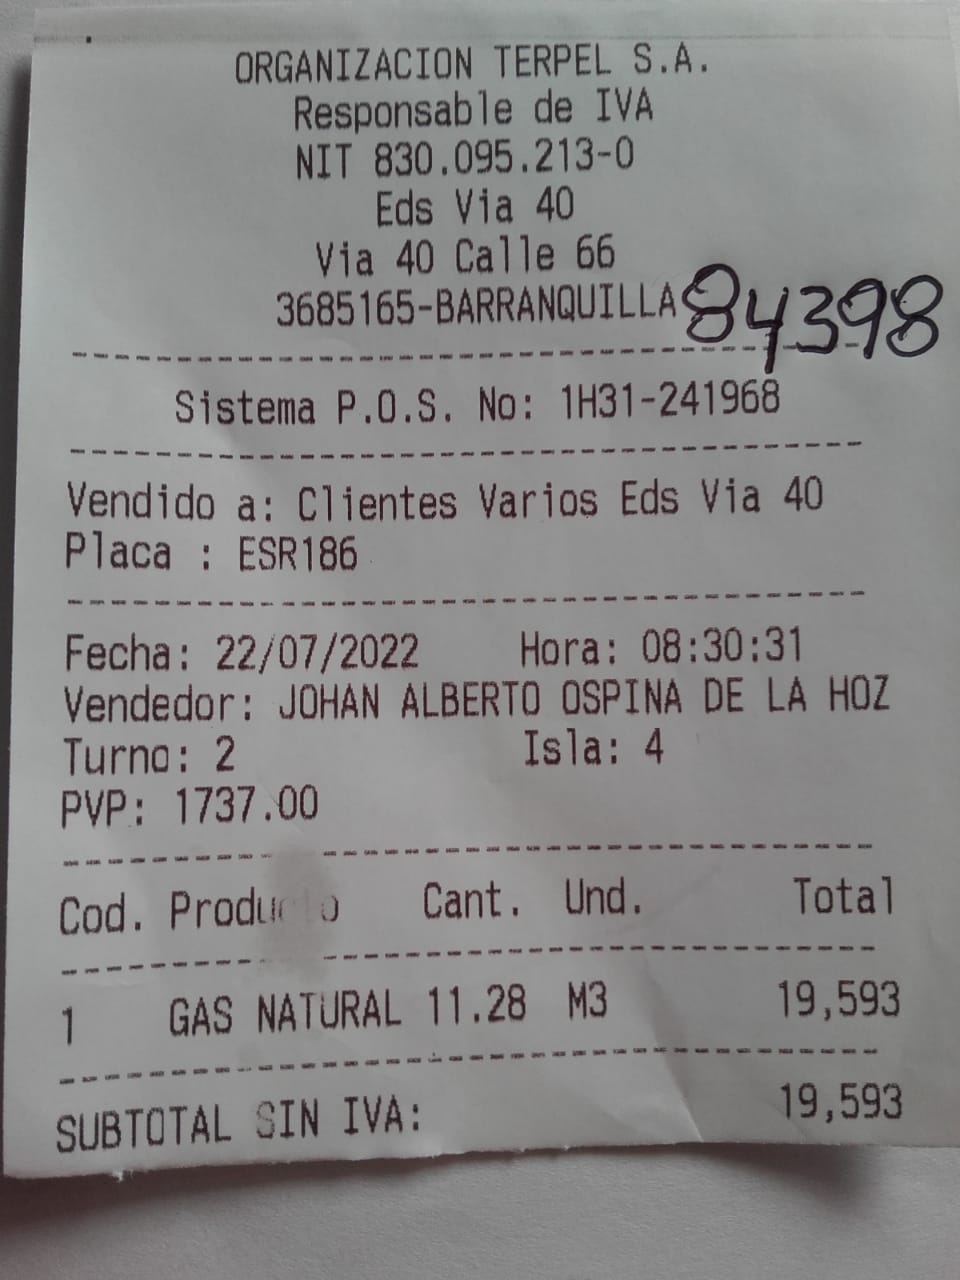 ORGANIZACION TERPEL S.A.
Responsable de IVA
NIT 830.095.213-0
Eds Via 40
Via 40 Calle 66
3685165-BARRANQUILLA 84398
Sistema P.O.S. No: 1H31-241968
Vendido a: Clientes Varios Eds Via 40
Placa : ESR186
Fecha: 22/07/2022 Hora: 08:30:31
Vendedor: JOHAN ALBERTO OSPINA DE LA HOZ
Turno: 2 Isla: 4
PVP: 1737.00
Cod. Producto Cant. Und. Total
1 GAS NATURAL 11.28 M3 19,593
SUBTOTAL SIN IVA: 19,593